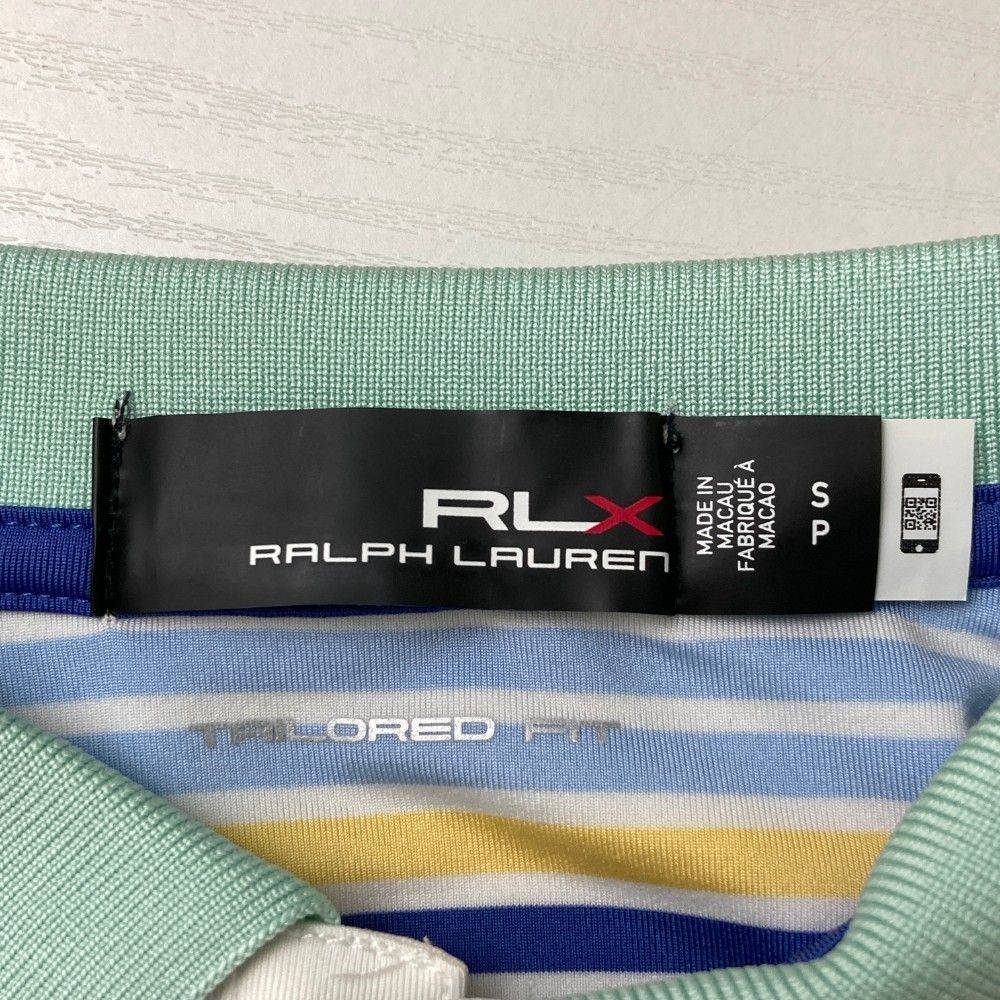 RLX
RALPH LAUREN
MADE IN
MACAU
FABRIQUÉ À
MACAO
S
P
TAILORED FIT